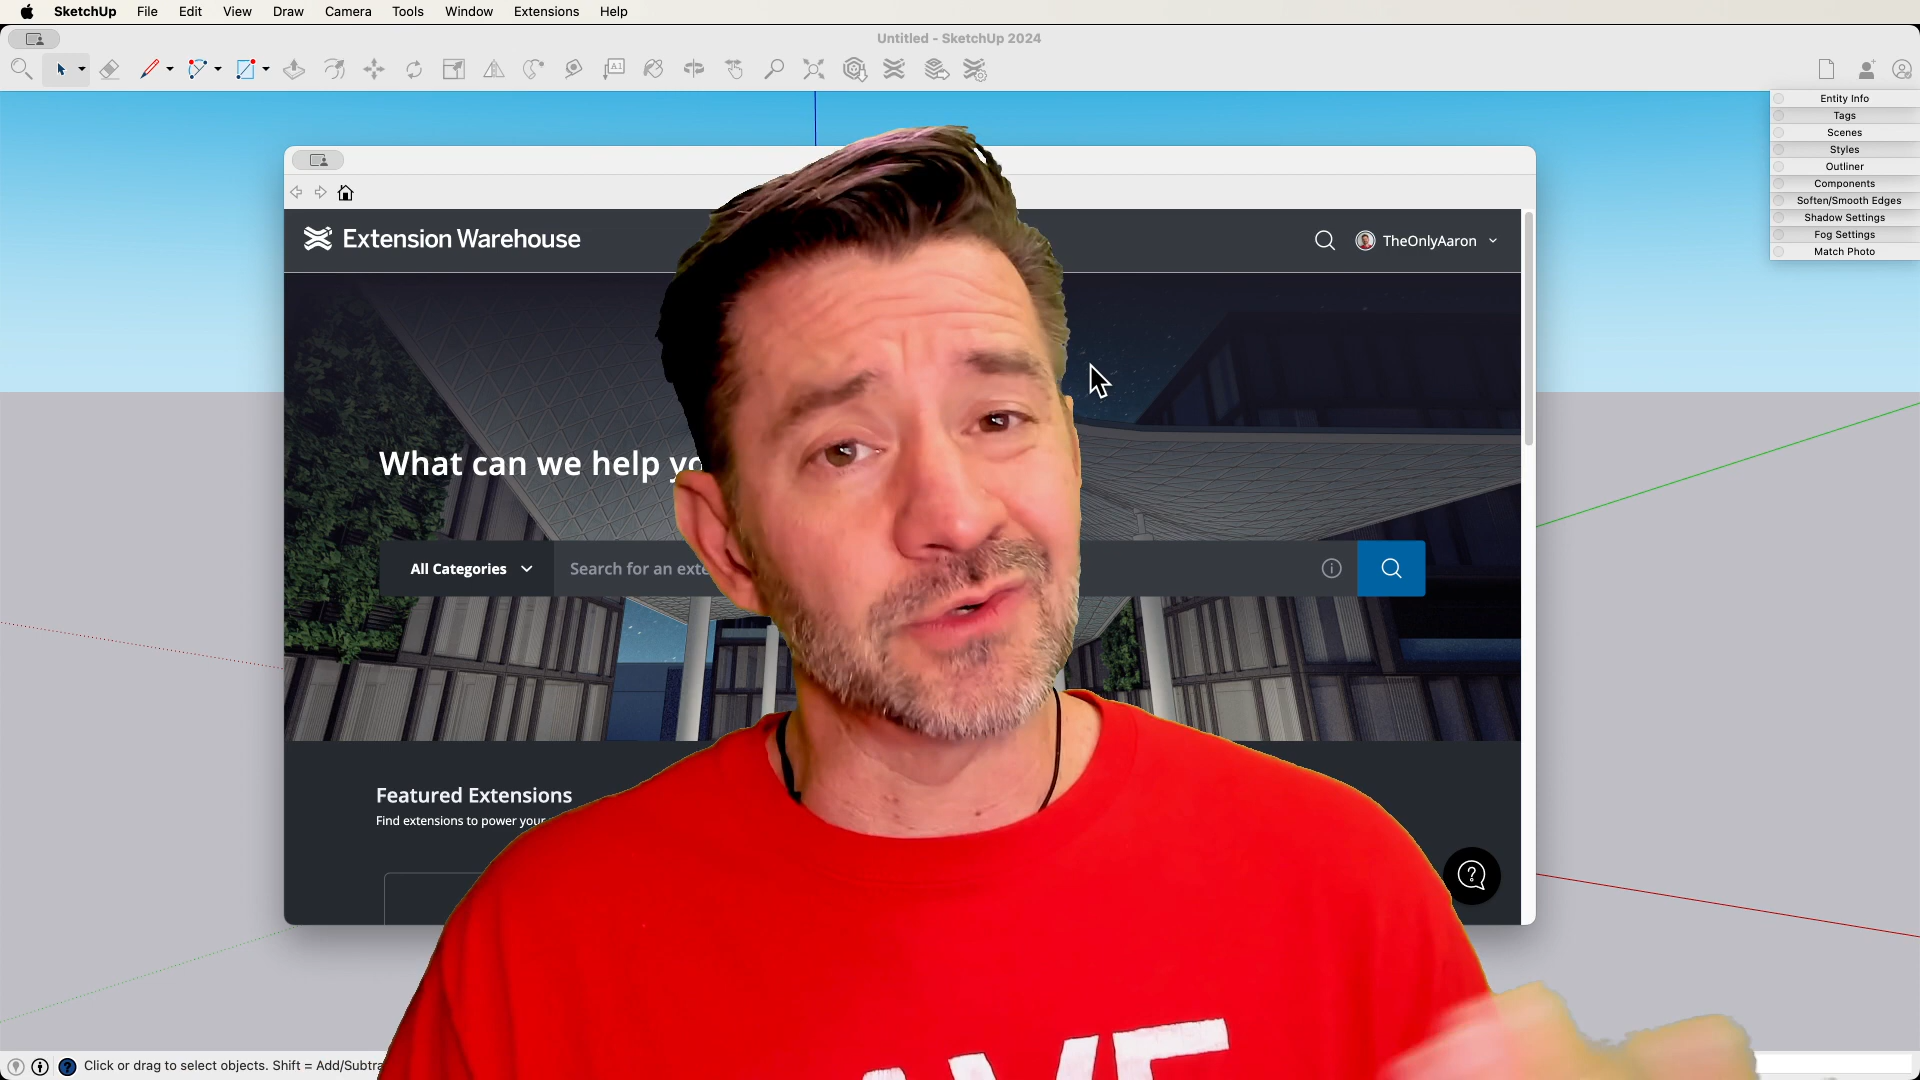 SketchUp File Edit View Draw Camera Tools Window Extensions Help
Untitled - SketchUp 2024
A1
Entity Info
Tags
Scenes
Styles
Outliner
Components
Soften/Smooth Edges
Shadow Settings
Fog Settings
Match Photo
Extension Warehouse
TheOnlyAaron
What can we help
All Categories
Search for an
Featured Extensions
Find extensions to power your
Click or drag to select objects. Shift = Add/Subtra